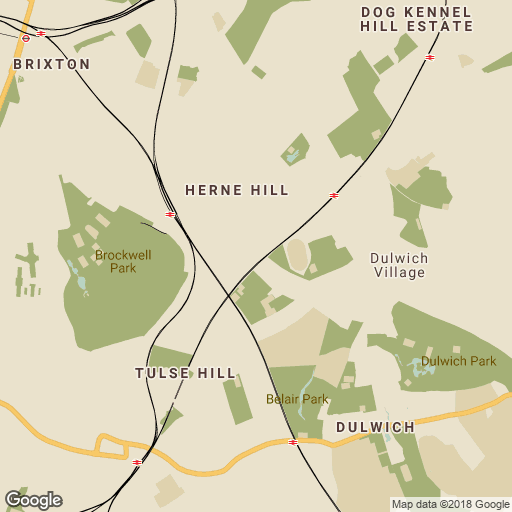 DOG KENNEL
HILL ESTATE
BRIXTON
HERNE HILL
Brockwell
Park
Dulwich
Village
TULSE HILL
Dulwich Park
Belair Park
DULWICH
Google
Map data ©2018 Google